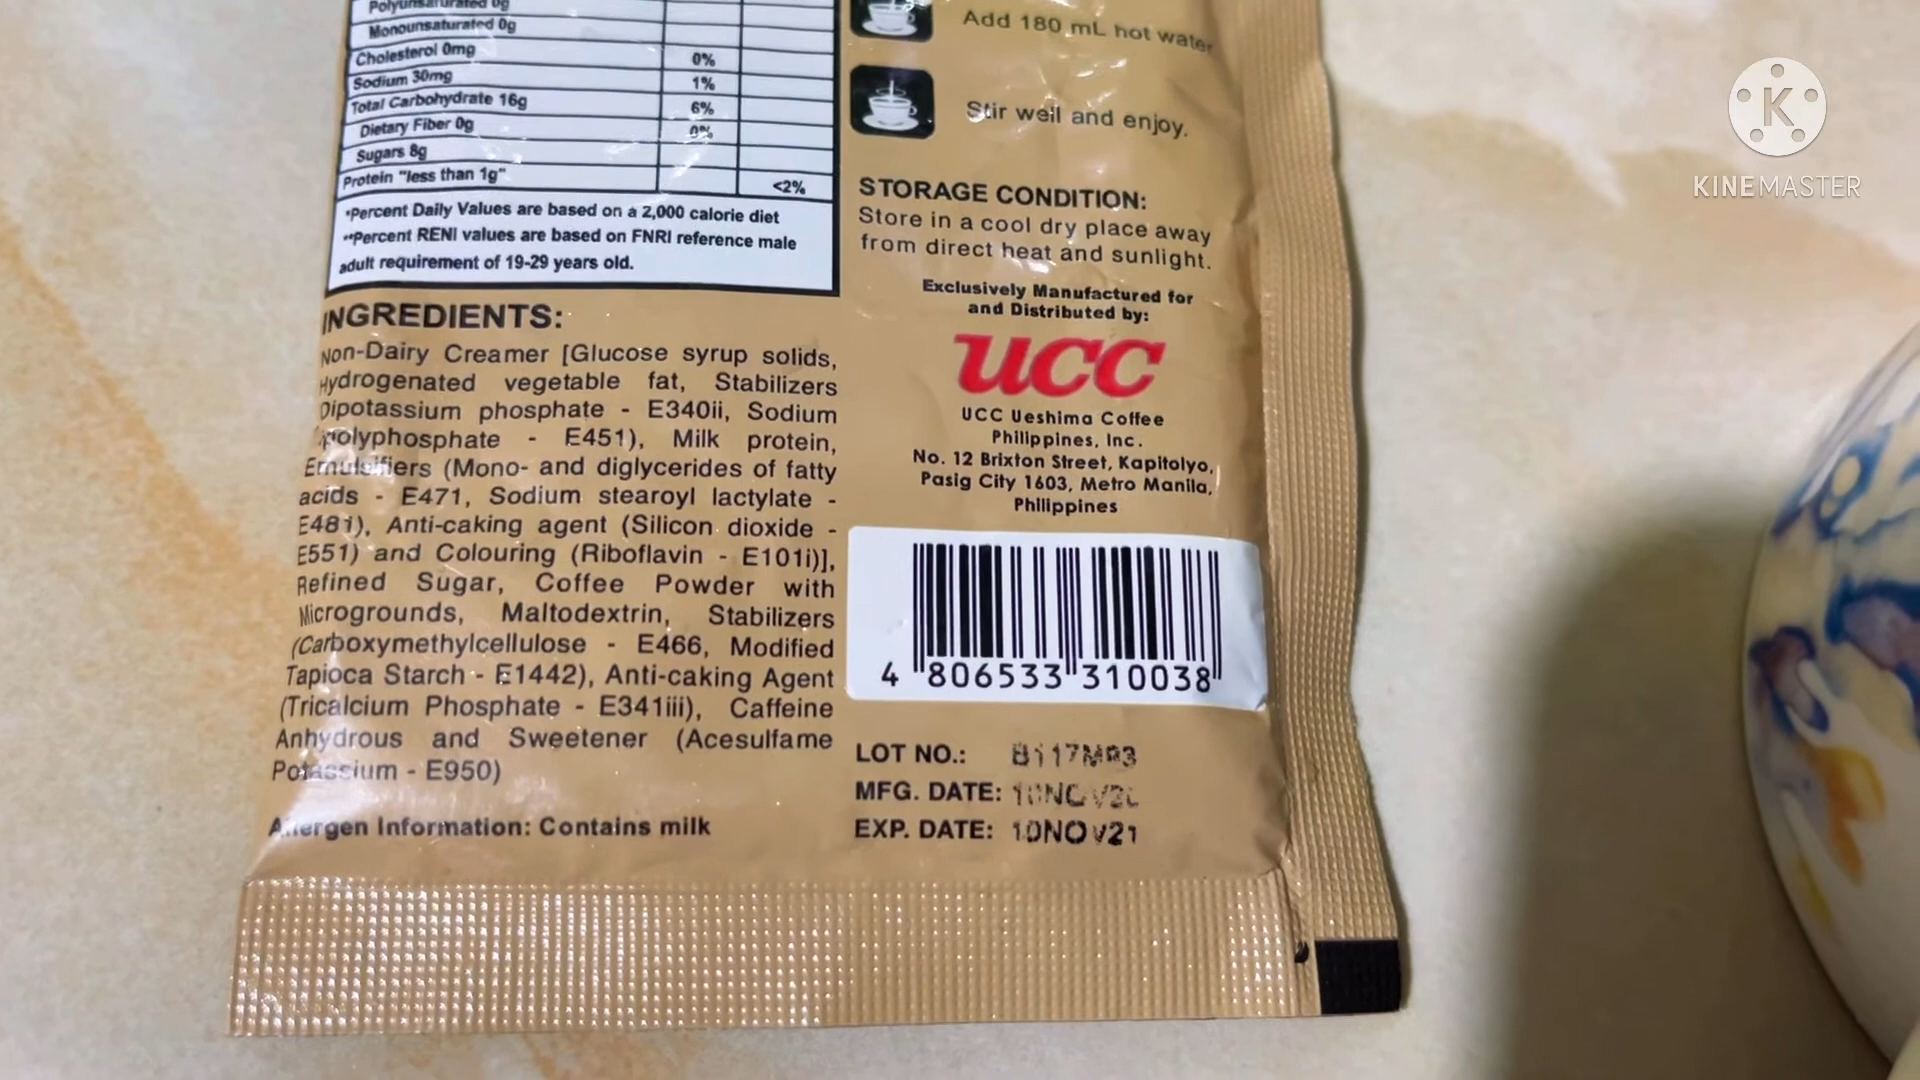 Polyunsaturated 0g
Monounsaturated 0g
Cholesterol 0mg 0%
Sodium 30mg 1%
Total Carbohydrate 16g 6%
Dietary Fiber 0g 0%
Sugars 8g
Protein "less than 1g" <2%
*Percent Daily Values are based on a 2,000 calorie diet
**Percent RENI values are based on FNRI reference male
adult requirement of 19-29 years old.
INGREDIENTS:
Non-Dairy Creamer [Glucose syrup solids,
Hydrogenated vegetable fat, Stabilizers
Dipotassium phosphate - E340ii, Sodium
polyphosphate - E451), Milk protein,
Emulsifiers (Mono- and diglycerides of fatty
acids - E471, Sodium stearoyl lactylate -
E481), Anti-caking agent (Silicon dioxide -
E551) and Colouring (Riboflavin - E101i)],
Refined Sugar, Coffee Powder with
Microgrounds, Maltodextrin, Stabilizers
(Carboxymethylcellulose - E466, Modified
Tapioca Starch - E1442), Anti-caking Agent
(Tricalcium Phosphate - E341iii), Caffeine
Anhydrous and Sweetener (Acesulfame
Potassium - E950)
Allergen Information: Contains milk
Add 180 mL hot water
Stir well and enjoy.
STORAGE CONDITION:
Store in a cool dry place away
from direct heat and sunlight.
Exclusively Manufactured for
and Distributed by:
UCC
UCC Ueshima Coffee
Philippines, Inc.
No. 12 Brixton Street, Kapitolyo,
Pasig City 1603, Metro Manila,
Philippines
4 806533 310038
LOT NO.:
MFG. DATE:
EXP. DATE: 10NOV21
K
KINEMASTER